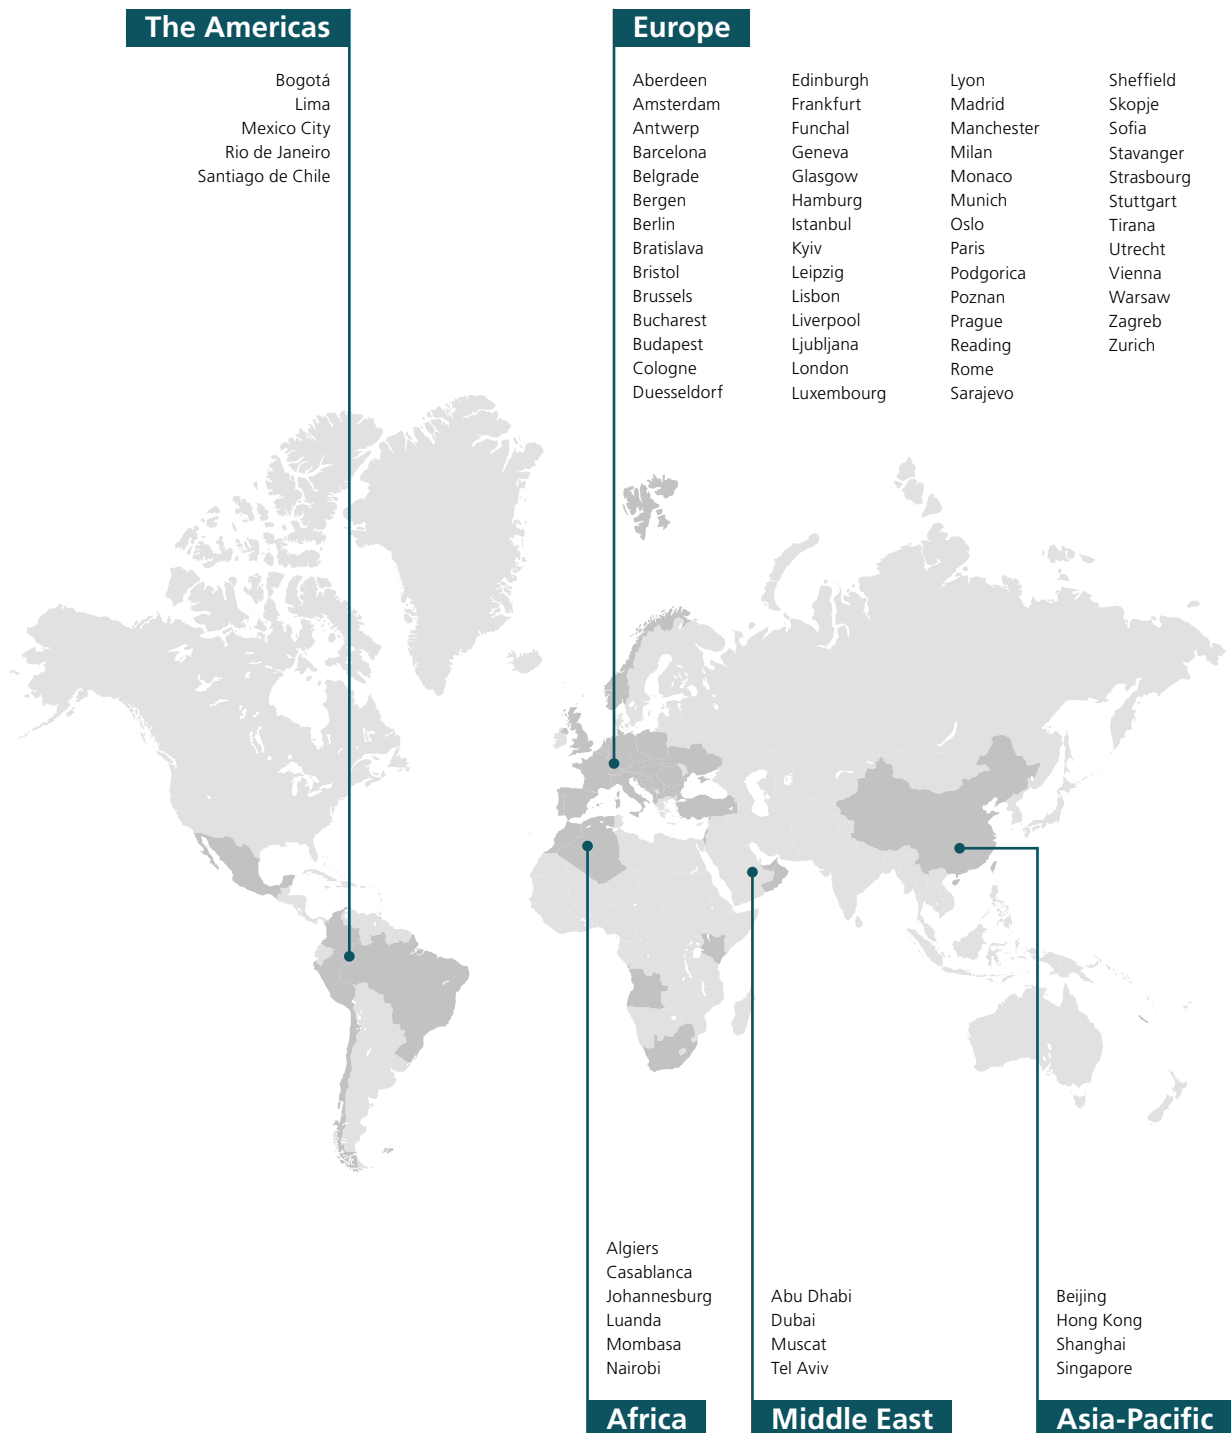 The Americas
Bogotá
Lima
Mexico City
Rio de Janeiro
Santiago de Chile
Europe
Aberdeen
Amsterdam
Antwerp
Barcelona
Belgrade
Bergen
Berlin
Bratislava
Bristol
Brussels
Bucharest
Budapest
Cologne
Duesseldorf
Edinburgh
Frankfurt
Funchal
Geneva
Glasgow
Hamburg
Istanbul
Kyiv
Leipzig
Lisbon
Liverpool
Ljubljana
London
Luxembourg
Lyon
Madrid
Manchester
Milan
Monaco
Munich
Oslo
Paris
Podgorica
Poznan
Prague
Reading
Rome
Sarajevo
Sheffield
Skopje
Sofia
Stavanger
Strasbourg
Stuttgart
Tirana
Utrecht
Vienna
Warsaw
Zagreb
Zurich
Algiers
Casablanca
Johannesburg
Luanda
Mombasa
Nairobi
Africa
Abu Dhabi
Dubai
Muscat
Tel Aviv
Middle East
Beijing
Hong Kong
Shanghai
Singapore
Asia-Pacific